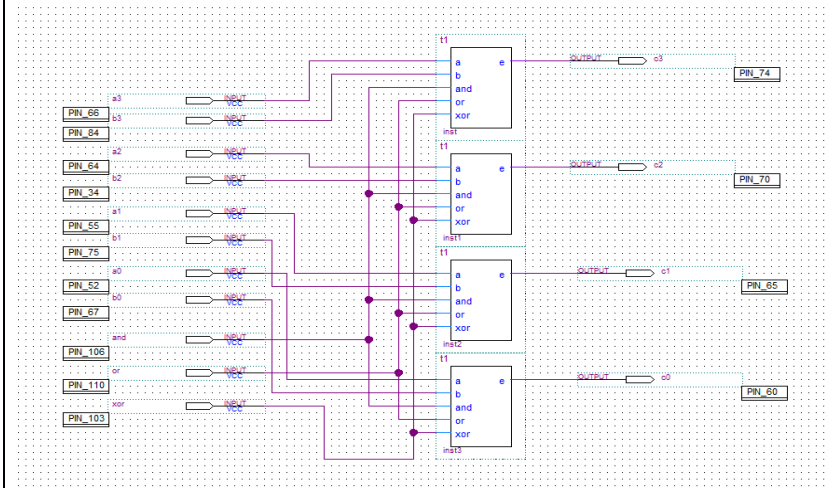 t1
a e
b
and
or
xor
inst
OUTPUT c3
PIN_74
a3 INPUT
VCC
PIN_66
b3 INPUT
VCC
PIN_84
t1
a e
b
and
or
xor
inst1
OUTPUT c2
PIN_70
a2 INPUT
VCC
PIN_64
b2 INPUT
VCC
PIN_34
a1 INPUT
VCC
PIN_55
b1 INPUT
VCC
PIN_75
t1
a e
b
and
or
xor
inst2
OUTPUT c1
PIN_65
a0 INPUT
VCC
PIN_52
b0 INPUT
VCC
PIN_67
and INPUT
VCC
PIN_106
or INPUT
VCC
PIN_110
xor INPUT
VCC
PIN_103
t1
a e
b
and
or
xor
inst3
OUTPUT c0
PIN_60